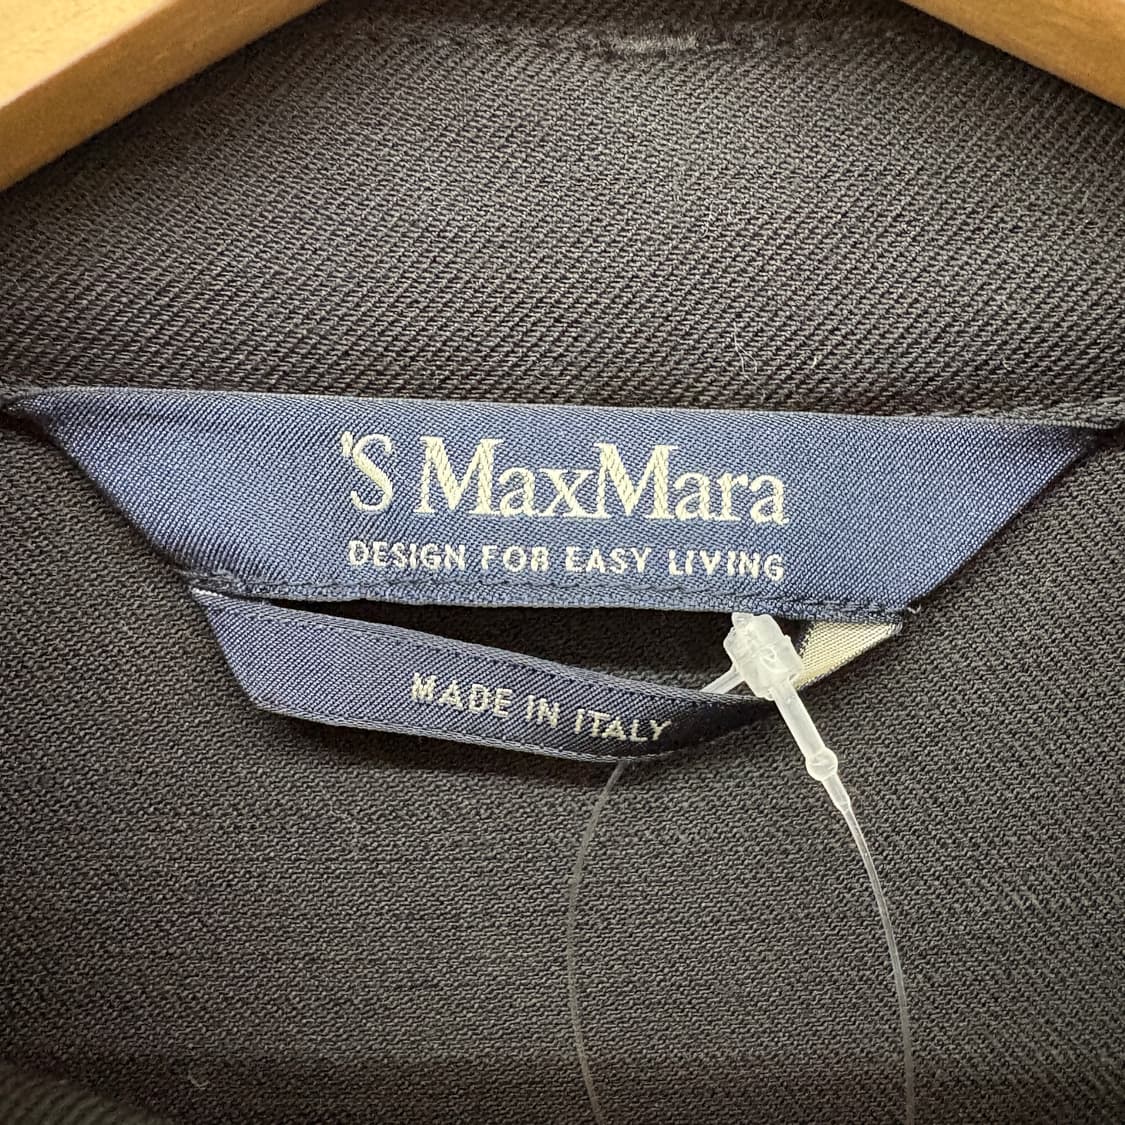 'S MaxMara
DESIGN FOR EASY LIVING
MADE IN ITALY